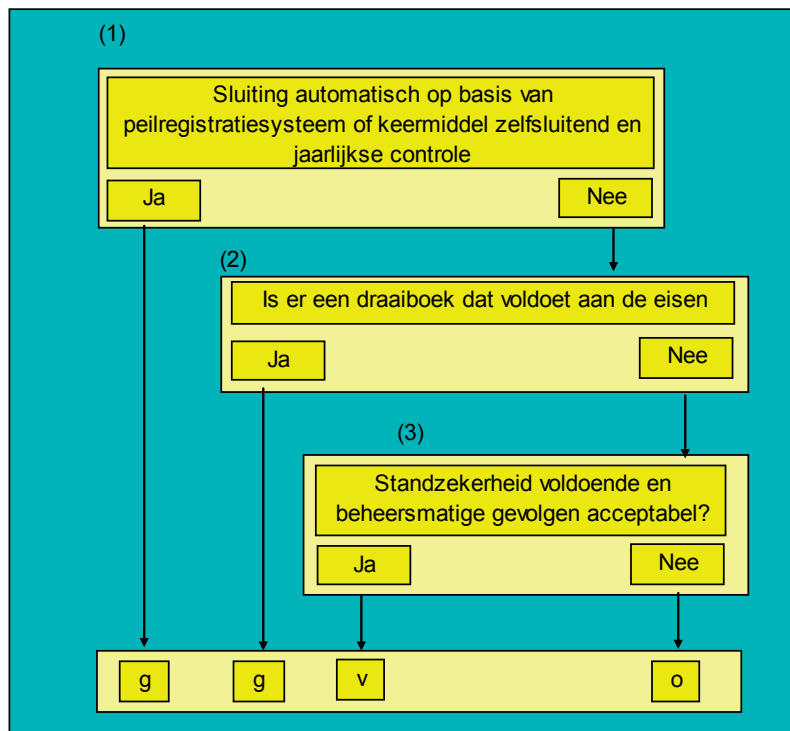 (1)
Sluiting automatisch op basis van
peilregistratiesysteem of keermiddel zelfsluitend en
jaarlijkse controle
Ja
Nee
(2)
Is er een draaiboek dat voldoet aan de eisen
Ja
Nee
(3)
Standzekerheid voldoende en
beheersmatige gevolgen acceptabel?
Ja
Nee
g
g
v
o